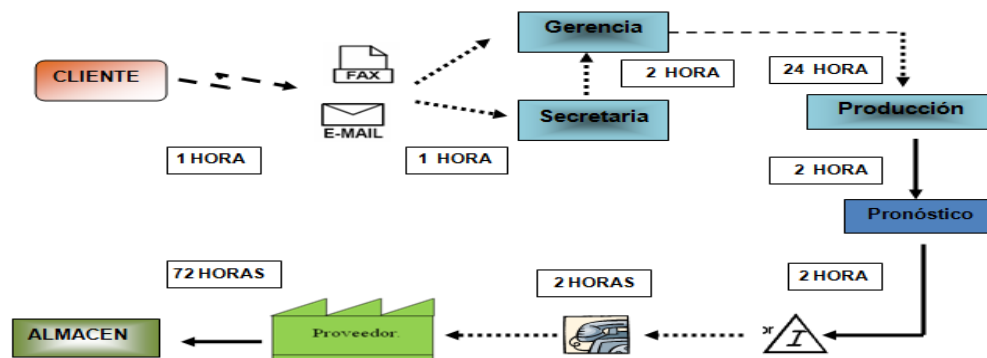 CLIENTE
FAX
E-MAIL
Gerencia
Secretaria
2 HORA
24 HORA
Producción
1 HORA
1 HORA
2 HORA
Pronóstico
72 HORAS
2 HORAS
2 HORA
ALMACEN
Proveedor.
or
I